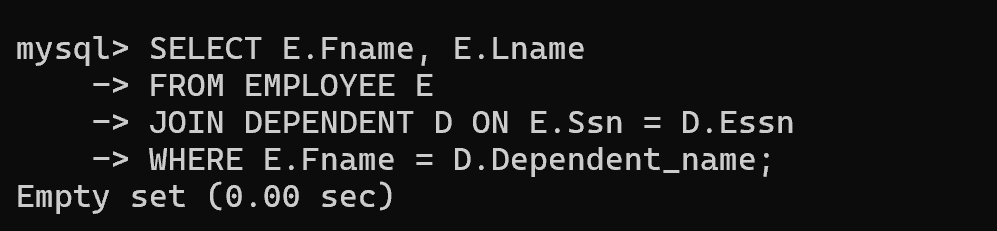 mysql> SELECT E.Fname, E.Lname
    -> FROM EMPLOYEE E
    -> JOIN DEPENDENT D ON E.Ssn = D.Essn
    -> WHERE E.Fname = D.Dependent_name;
Empty set (0.00 sec)